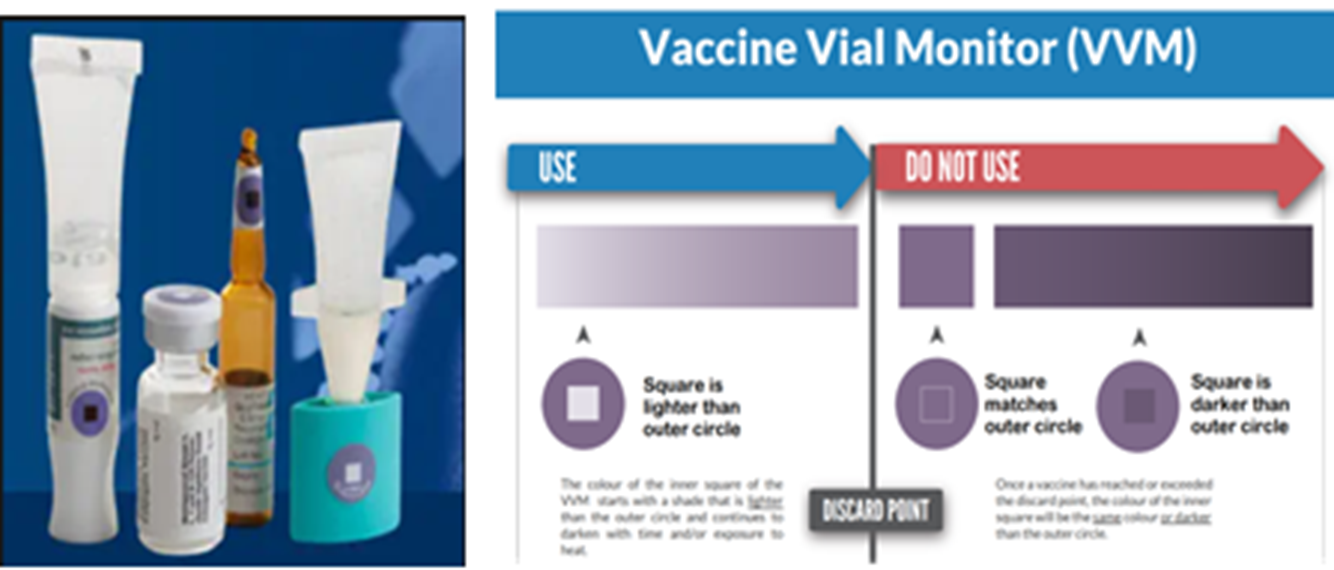 Vaccine Vial Monitor (VVM)
USE
DO NOT USE
Square is
lighter than
outer circle
Square
matches
outer circle
Square is
darker than
outer circle
The colour of the inner square of the
VVM starts with a shade that is lighter
than the outer circle and continues to
darken with time and/or exposure to
heat.
DISCARD POINT
Once a vaccine has reached or exceeded
the discard point, the colour of the inner
square will be the same colour or darker
than the outer circle.